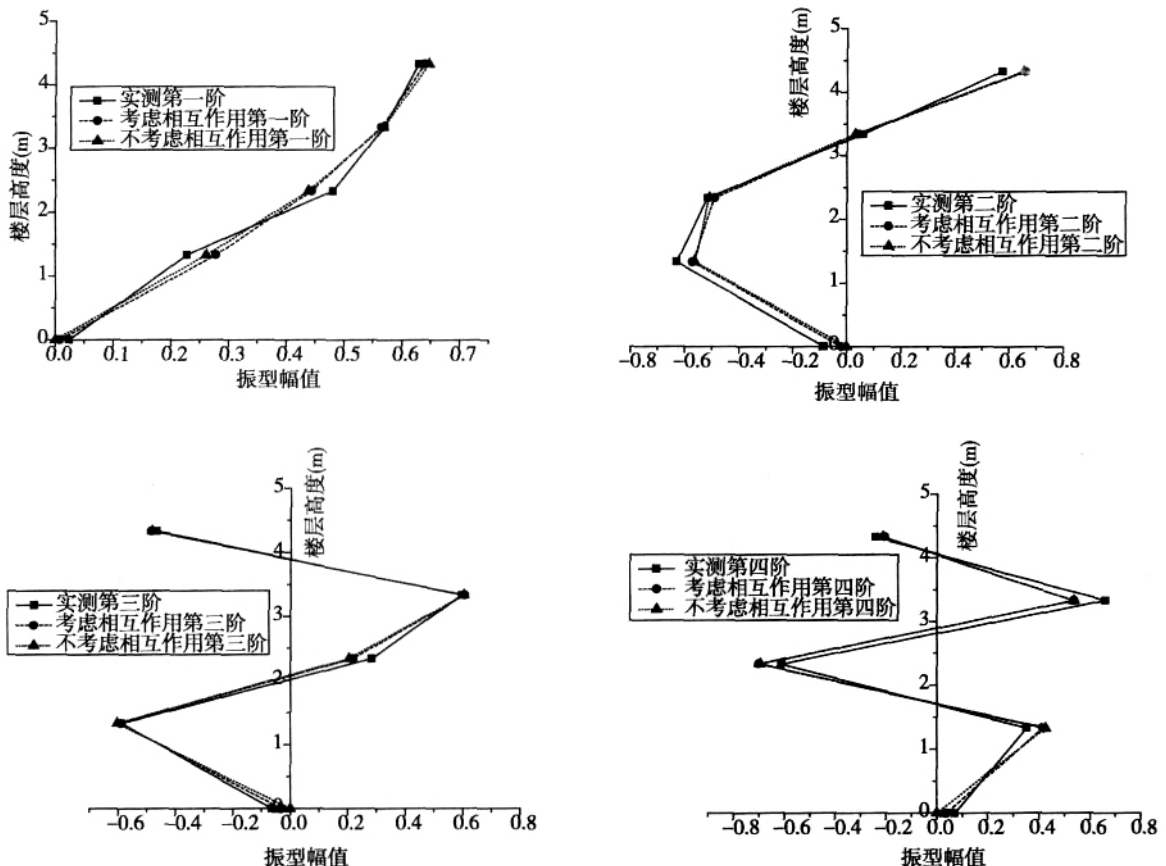 楼层高度(m)
5
4
3
2
1
0
实测第一阶
考虑相互作用第一阶
不考虑相互作用第一阶
0.0 0.1 0.2 0.3 0.4 0.5 0.6 0.7
振型幅值
楼层高度(m)
5
4
3
2
1
0
实测第二阶
考虑相互作用第二阶
不考虑相互作用第二阶
-0.8 -0.6 -0.4 -0.2 0.0 0.2 0.4 0.6 0.8
振型幅值
楼层高度(m)
5
4
3
2
1
0
实测第三阶
考虑相互作用第三阶
不考虑相互作用第三阶
-0.6 -0.4 -0.2 0.0 0.2 0.4 0.6 0.8
振型幅值
楼层高度(m)
5
4
3
2
1
0
实测第四阶
考虑相互作用第四阶
不考虑相互作用第四阶
-0.8 -0.6 -0.4 -0.2 0.0 0.2 0.4 0.6 0.8
振型幅值